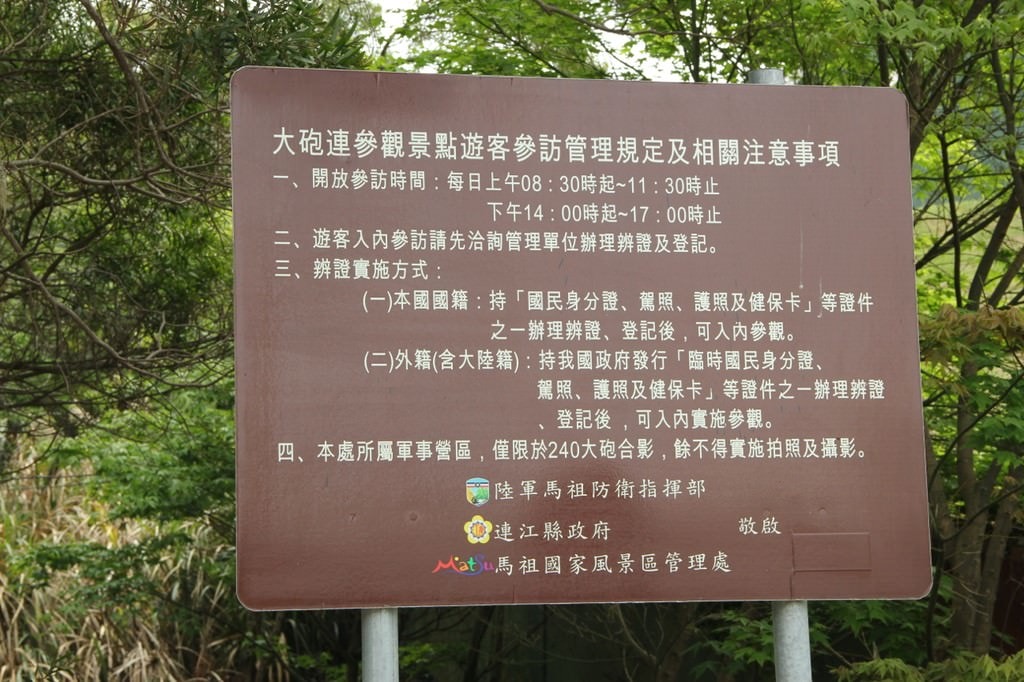 大砲連參觀景點遊客參訪管理規定及相關注意事項
一、開放參訪時間：每日上午08：30時起~11：30時止
下午14：00時起~17：00時止
二、遊客入內參訪請先洽詢管理單位辦理辨證及登記。
三、辨證實施方式：
(一)本國國籍：持「國民身分證、駕照、護照及健保卡」等證件
之一辦理辨證、登記後，可入內參觀。
(二)外籍(含大陸籍)：持我國政府發行「臨時國民身分證、
駕照、護照及健保卡」等證件之一辦理辨證
、登記後，可入內實施參觀。
四、本處所屬軍事營區，僅限於240大砲合影，餘不得實施拍照及攝影。
陸軍馬祖防衛指揮部
連江縣政府 敬啟
Matsu馬祖國家風景區管理處